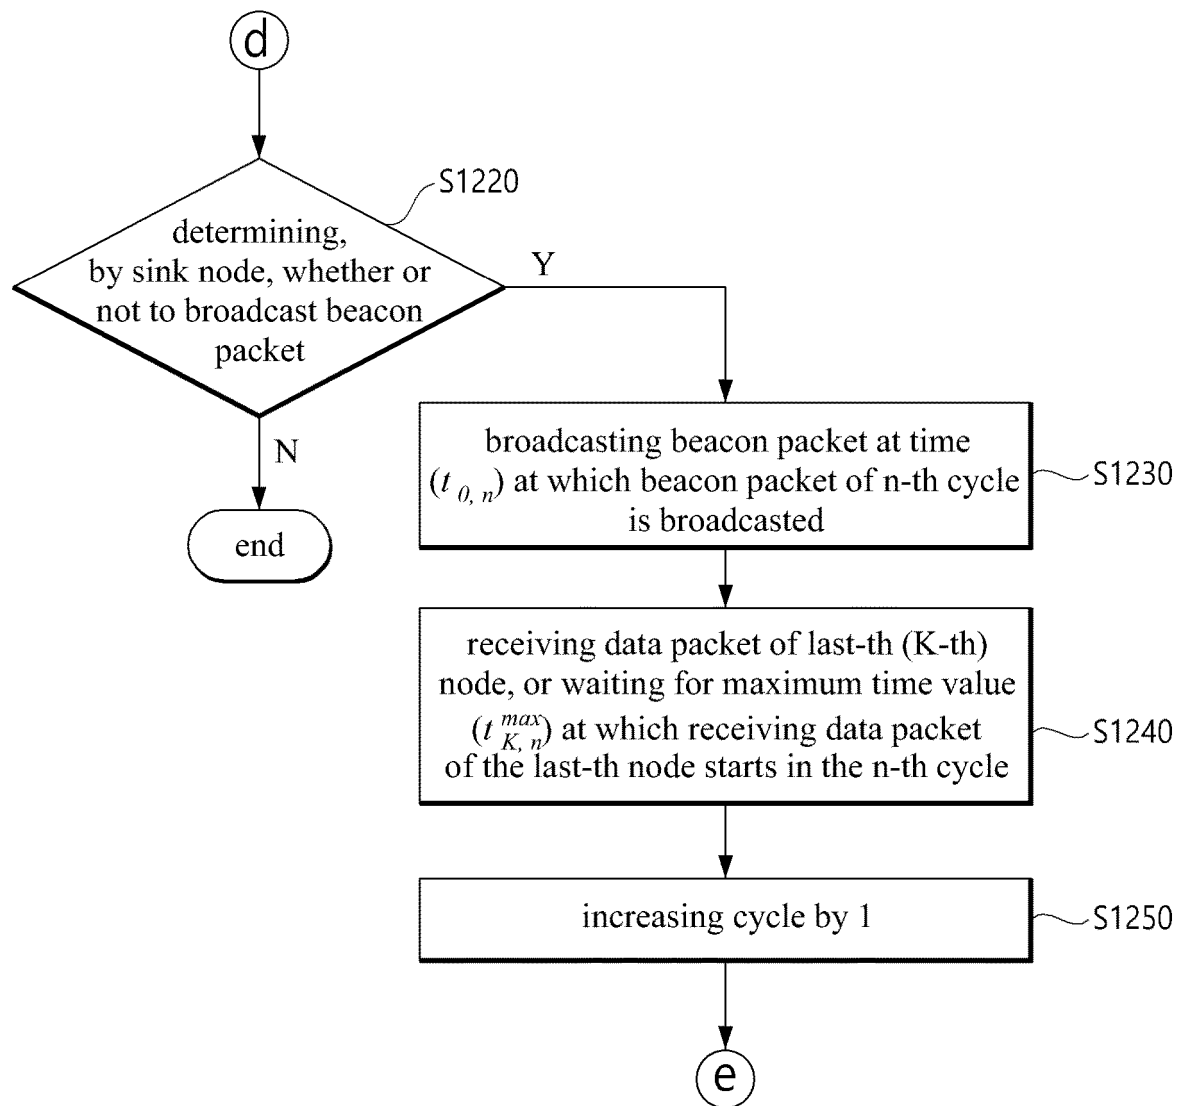 d
S1220
determining,
by sink node, whether or
not to broadcast beacon
packet
Y
N
end
broadcasting beacon packet at time
(t 0, n) at which beacon packet of n-th cycle
is broadcasted
S1230
receiving data packet of last-th (K-th)
node, or waiting for maximum time value
(t max K, n) at which receiving data packet
of the last-th node starts in the n-th cycle
S1240
increasing cycle by 1
S1250
e